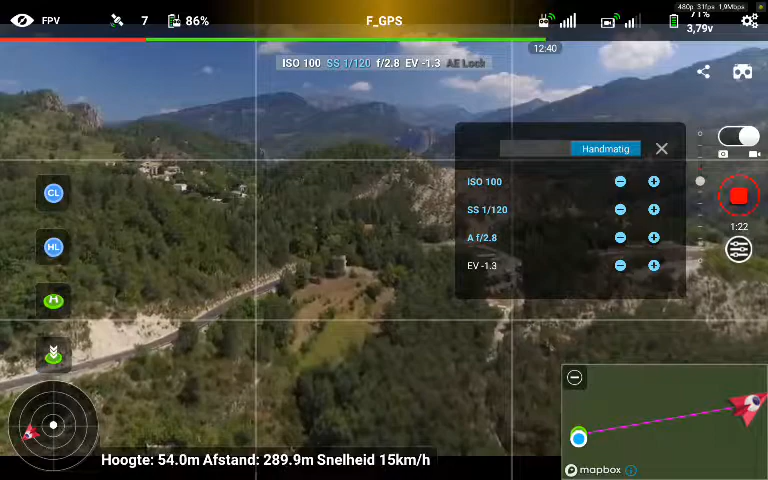 480p 31fps 1,9Mbps
FPV 7 86% F_GPS 71%
3,79v
12:40
ISO 100 SS 1/120 f/2.8 EV -1.3 AE Lock
Handmatig
ISO 100
SS 1/120
A f/2.8
EV -1.3
CL
HL
H
1:22
Hoogte: 54.0m Afstand: 289.9m Snelheid 15km/h
mapbox